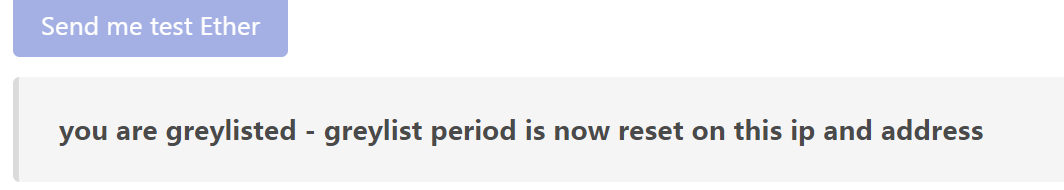 Send me test Ether
you are greylisted - greylist period is now reset on this ip and address